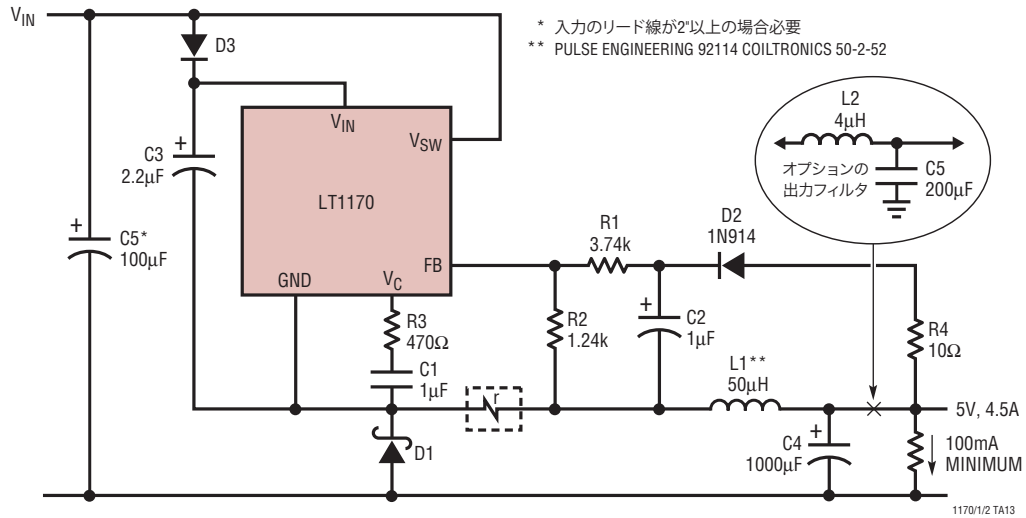 VIN
* 入力のリード線が2"以上の場合必要
** PULSE ENGINEERING 92114 COILTRONICS 50-2-52
D3
VIN
VSW
L2
4μH
+
C3
2.2μF
LT1170
オプションの
出力フィルタ
C5
200μF
+
C5*
100μF
R1
3.74k
D2
1N914
FB
GND
VC
R3
470Ω
R2
1.24k
+
C2
1μF
R4
10Ω
C1
1μF
r
L1**
50μH
5V, 4.5A
D1
+
C4
1000μF
100mA
MINIMUM
1170/1/2 TA13